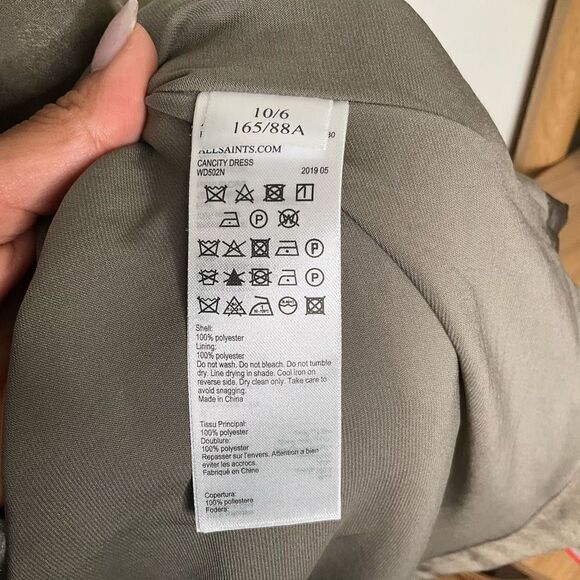 10/6
165/88A
ALLSAINTS.COM
CANCITY DRESS
WD502N 2019 05
Shell:
100% polyester
Lining:
100% polyester
Do not wash. Do not bleach. Do not tumble
dry. Line drying in shade. Cool iron on
reverse side. Dry clean only. Take care to
avoid snagging.
Made in China
Tissu Principal:
100% polyester
Doublure:
100% polyester
Repasser sur l'envers. Attention a bien
eviter les accrocs.
Fabriqué en Chine
Copertura:
100% poliestere
Fodera: